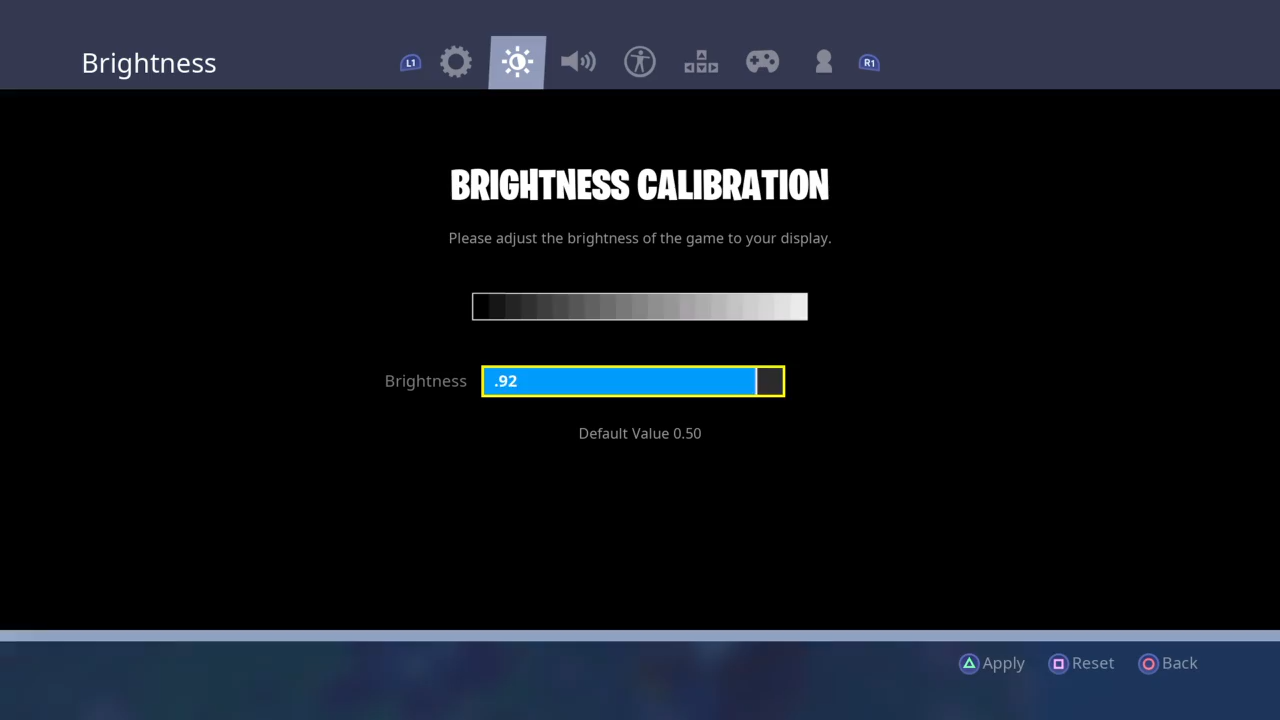 Brightness
L1
R1
BRIGHTNESS CALIBRATION
Please adjust the brightness of the game to your display.
Brightness .92
Default Value 0.50
Apply Reset Back